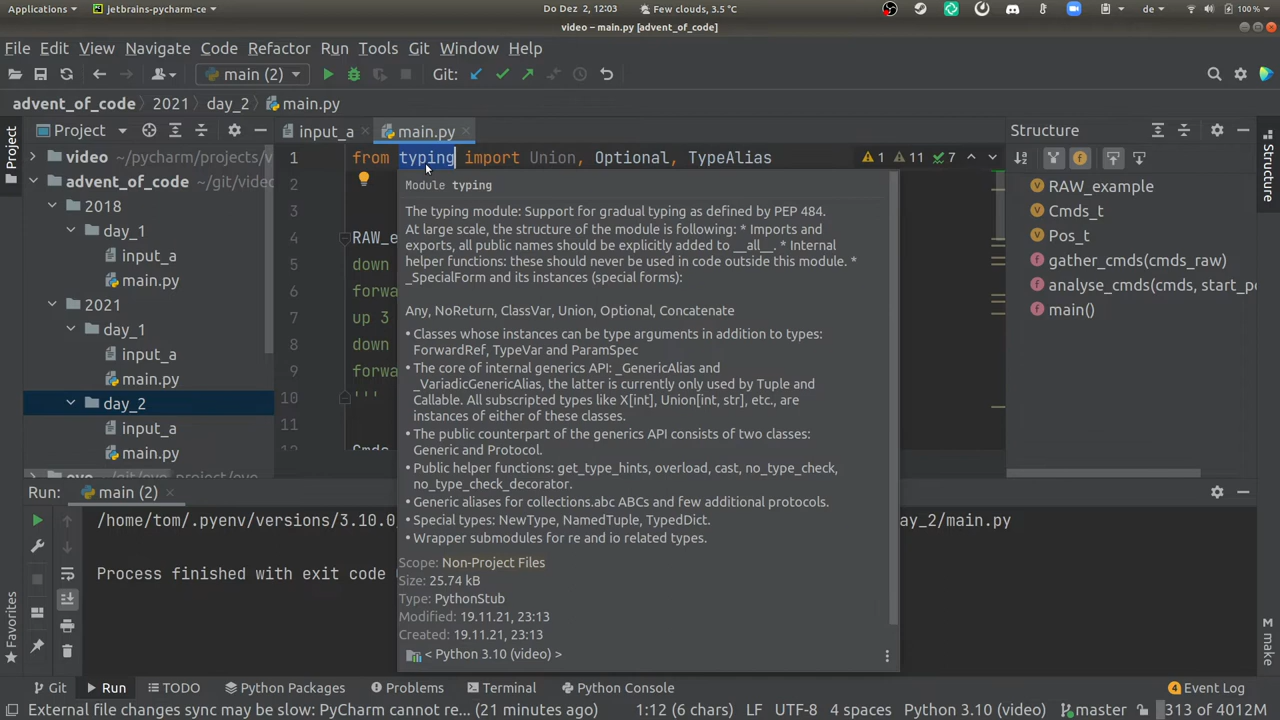 Applications
jetbrains-pycharm-ce
Do Dez 2, 12:03
Few clouds, 3.5 °C
de
100 %
video – main.py [advent_of_code]
File Edit View Navigate Code Refactor Run Tools Git Window Help
main (2)
Git:
advent_of_code 2021 day_2 main.py
Project
Project
input_a
main.py
Structure
Structure
video ~/pycharm/projects/v
advent_of_code ~/git/video
2018
day_1
input_a
main.py
2021
day_1
input_a
main.py
day_2
input_a
main.py
1 from typing import Union, Optional, TypeAlias
1 11 7
2
3
4 RAW_e
5 down
6 forwa
7 up 3
8 down
9 forwa
10 '''
11
Module typing
The typing module: Support for gradual typing as defined by PEP 484.
At large scale, the structure of the module is following: * Imports and
exports, all public names should be explicitly added to __all__. * Internal
helper functions: these should never be used in code outside this module. *
_SpecialForm and its instances (special forms):
Any, NoReturn, ClassVar, Union, Optional, Concatenate
• Classes whose instances can be type arguments in addition to types:
ForwardRef, TypeVar and ParamSpec
• The core of internal generics API: _GenericAlias and
_VariadicGenericAlias, the latter is currently only used by Tuple and
Callable. All subscripted types like X[int], Union[int, str], etc., are
instances of either of these classes.
• The public counterpart of the generics API consists of two classes:
Generic and Protocol.
• Public helper functions: get_type_hints, overload, cast, no_type_check,
no_type_check_decorator.
• Generic aliases for collections.abc ABCs and few additional protocols.
• Special types: NewType, NamedTuple, TypedDict.
• Wrapper submodules for re and io related types.
Scope: Non-Project Files
Size: 25.74 kB
Type: PythonStub
Modified: 19.11.21, 23:13
Created: 19.11.21, 23:13
< Python 3.10 (video) >
RAW_example
Cmds_t
Pos_t
gather_cmds(cmds_raw)
analyse_cmds(cmds, start_po
main()
Run: main (2)
/home/tom/.pyenv/versions/3.10.0
ay_2/main.py
Process finished with exit code
Favorites
make
Git Run TODO Python Packages Problems Terminal Python Console
4 Event Log
External file changes sync may be slow: PyCharm cannot re... (21 minutes ago)
1:12 (6 chars) LF UTF-8 4 spaces Python 3.10 (video) master 313 of 4012M